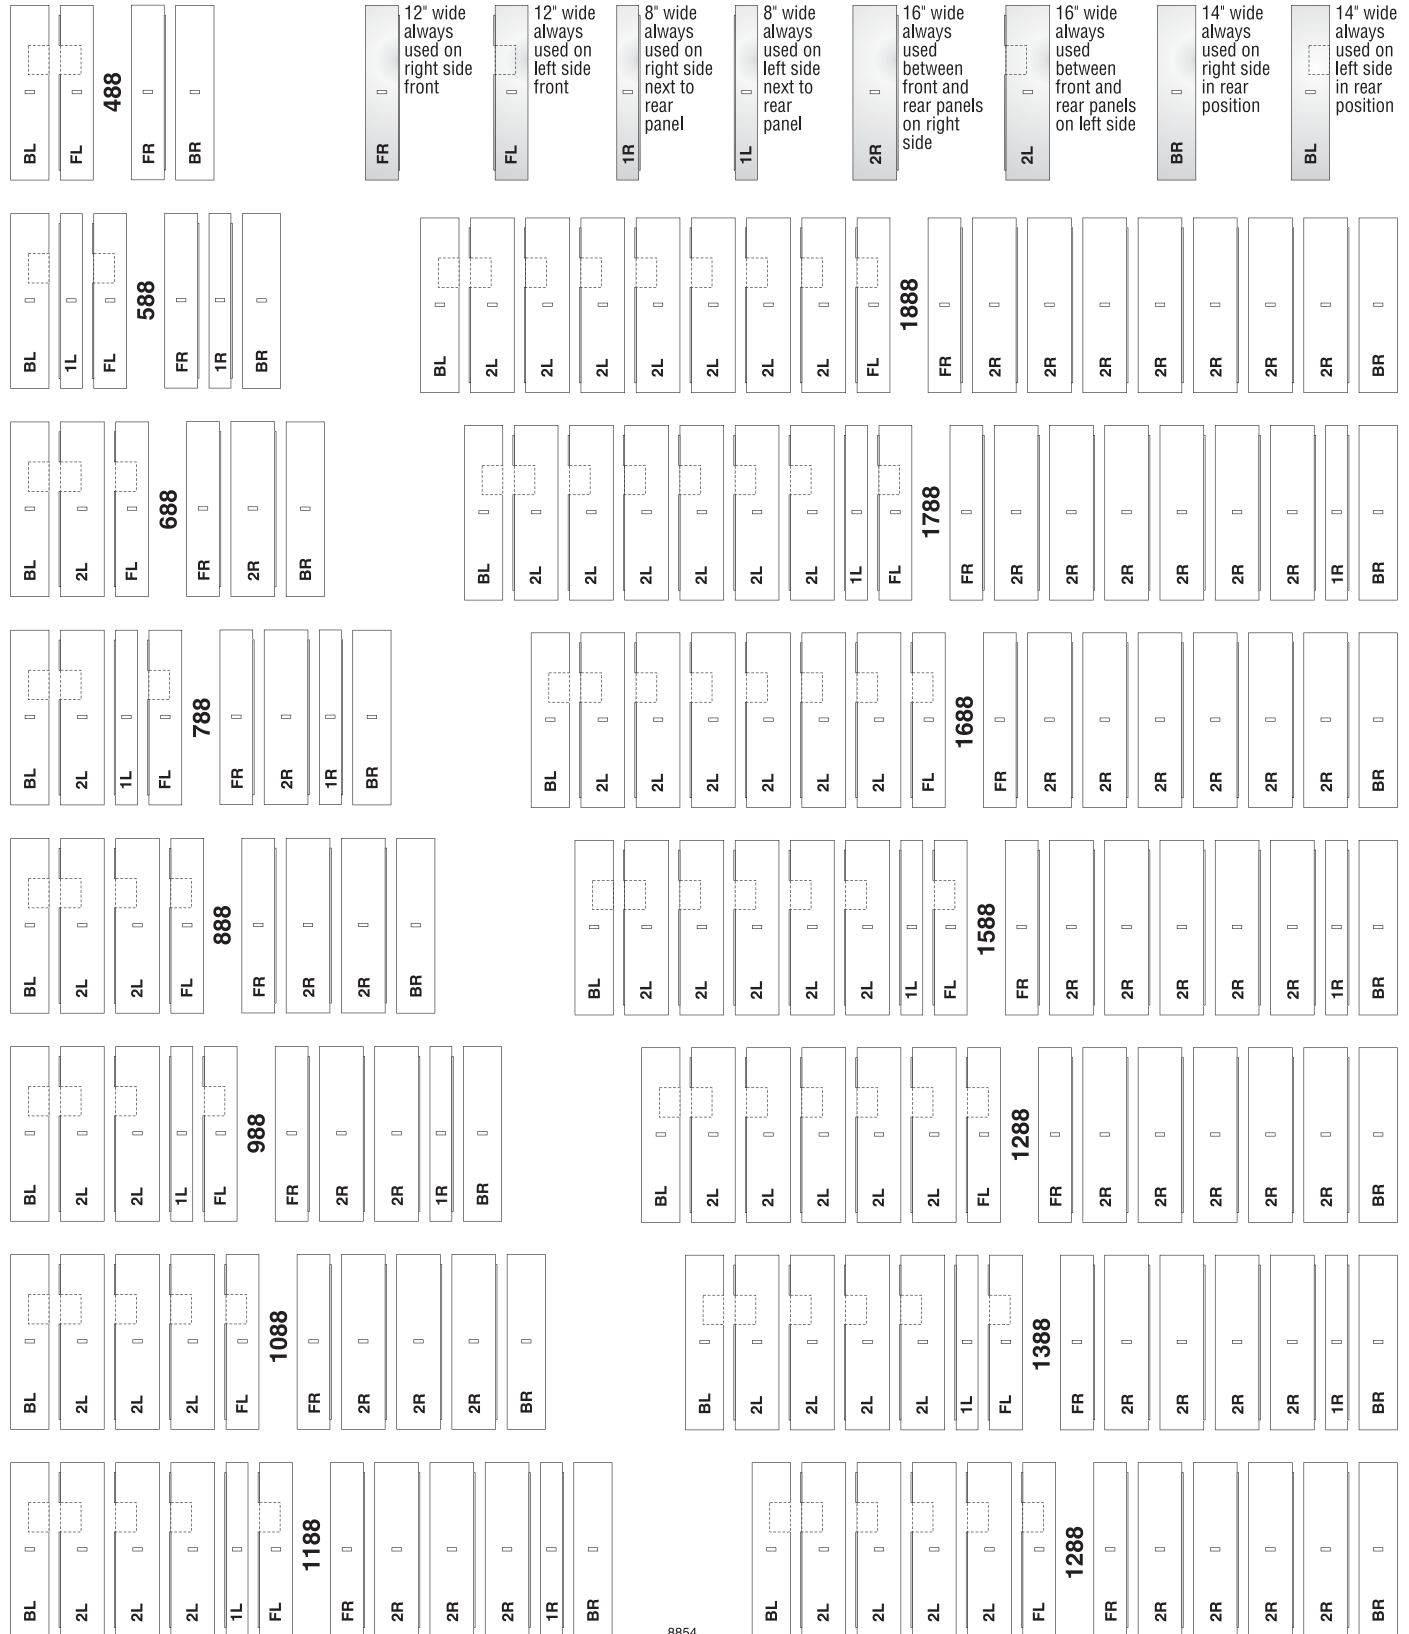 BL FL 488 FR BR
FR
12" wide
always
used on
right side
front
FL
12" wide
always
used on
left side
front
1R
8" wide
always
used on
right side
next to
rear
panel
1L
8" wide
always
used on
left side
next to
rear
panel
2R
16" wide
always
used
between
front and
rear panels
on right
side
2L
16" wide
always
used
between
front and
rear panels
on left side
BR
14" wide
always
used on
right side
in rear
position
BL
14" wide
always
used on
left side
in rear
position
BL 1L FL 588 FR 1R BR
BL 2L 2L 2L 2L 2L 2L 2L FL 1888 FR 2R 2R 2R 2R 2R 2R 2R BR
BL 2L FL 688 FR 2R BR
BL 2L 2L 2L 2L 2L 2L 1L FL 1788 FR 2R 2R 2R 2R 2R 2R 1R BR
BL 2L 1L FL 788 FR 2R 1R BR
BL 2L 2L 2L 2L 2L 2L FL 1688 FR 2R 2R 2R 2R 2R 2R BR
BL 2L 2L FL 888 FR 2R 2R BR
BL 2L 2L 2L 2L 2L 1L FL 1588 FR 2R 2R 2R 2R 2R 1R BR
BL 2L 2L 1L FL 988 FR 2R 2R 1R BR
BL 2L 2L 2L 2L 2L FL 1288 FR 2R 2R 2R 2R 2R BR
BL 2L 2L 2L FL 1088 FR 2R 2R 2R BR
BL 2L 2L 2L 2L 1L FL 1388 FR 2R 2R 2R 2R 1R BR
BL 2L 2L 2L 1L FL 1188 FR 2R 2R 2R 1R BR
BL 2L 2L 2L 2L FL 1288 FR 2R 2R 2R 2R BR
8854